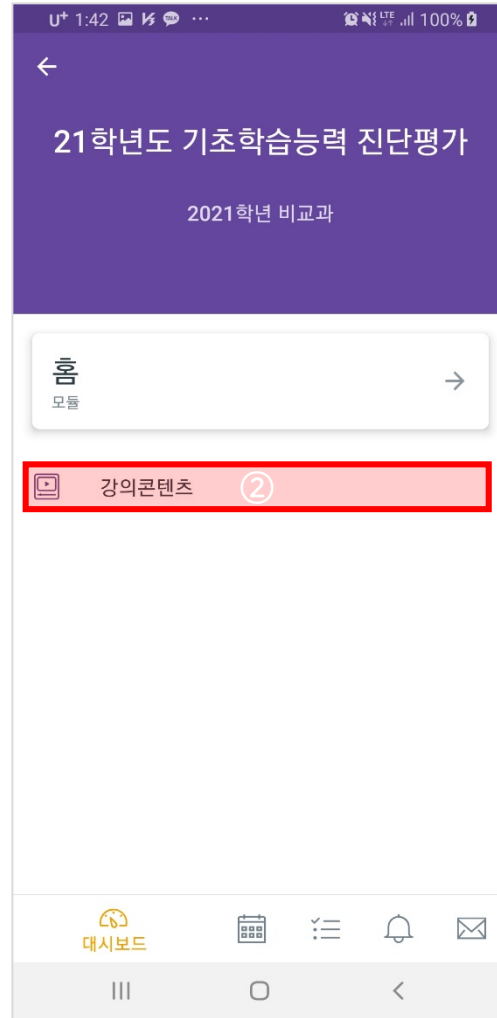 U+ 1:42 TALK ··· LTE 100%
21학년도 기초학습능력 진단평가
2021학년 비교과
홈
모듈
강의콘텐츠 ②
대시보드